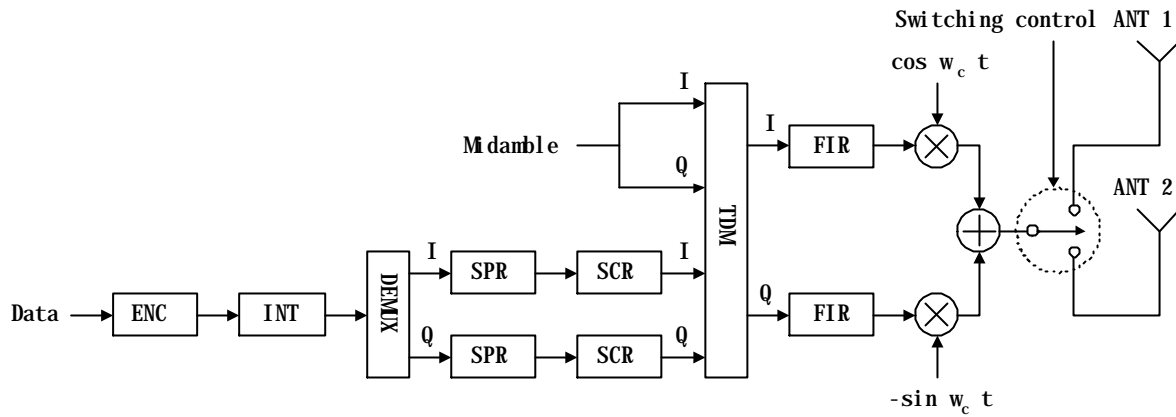 Switching control ANT 1
cos w_c t
I
I
Midamble
FIR
Q
ANT 2
TDM
I
I
SPR
SCR
DEMUX
Q
Data
ENC
INT
FIR
Q
Q
SPR
SCR
-sin w_c t